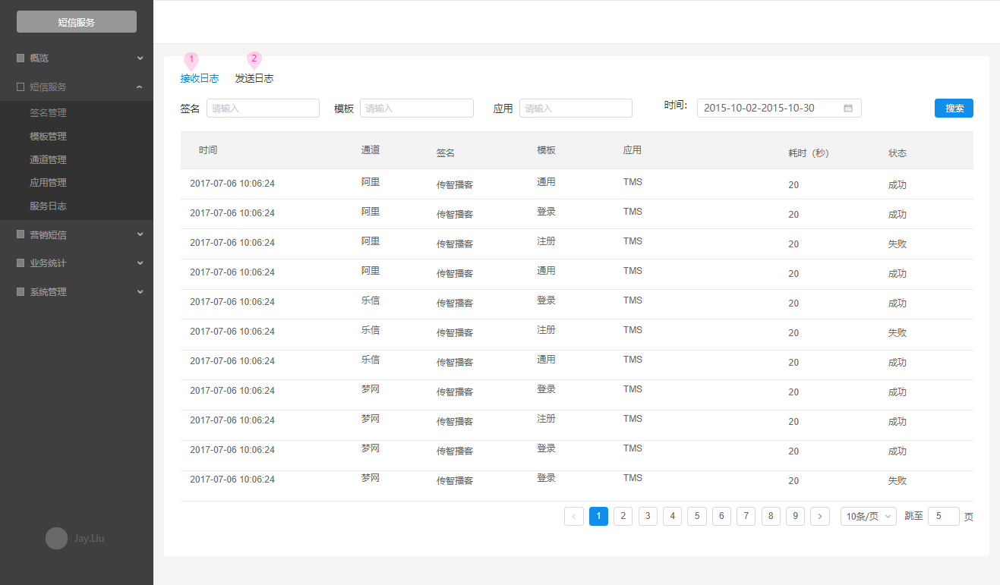 短信服务
概览
短信服务
签名管理
模板管理
通道管理
应用管理
服务日志
营销短信
业务统计
系统管理
Jay.Liu
1 2
接收日志 发送日志
签名 请输入 模板 请输入 应用 请输入 时间: 2015-10-02-2015-10-30 搜索
时间 通道 签名 模板 应用 耗时（秒） 状态
2017-07-06 10:06:24 阿里 传智播客 通用 TMS 20 成功
2017-07-06 10:06:24 阿里 传智播客 登录 TMS 20 成功
2017-07-06 10:06:24 阿里 传智播客 注册 TMS 20 失败
2017-07-06 10:06:24 阿里 传智播客 通用 TMS 20 成功
2017-07-06 10:06:24 乐信 传智播客 登录 TMS 20 成功
2017-07-06 10:06:24 乐信 传智播客 注册 TMS 20 失败
2017-07-06 10:06:24 乐信 传智播客 通用 TMS 20 成功
2017-07-06 10:06:24 梦网 传智播客 登录 TMS 20 成功
2017-07-06 10:06:24 梦网 传智播客 注册 TMS 20 成功
2017-07-06 10:06:24 梦网 传智播客 登录 TMS 20 成功
2017-07-06 10:06:24 梦网 传智播客 登录 TMS 20 失败
< 1 2 3 4 5 6 7 8 9 > 10条/页 跳至 5 页